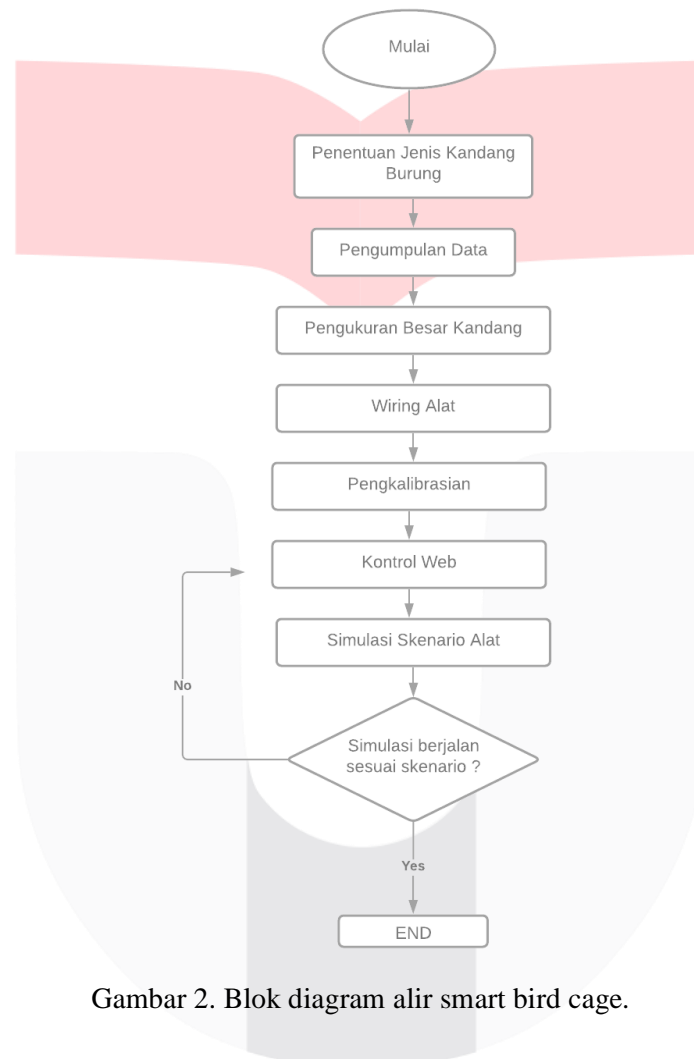 Mulai
Penentuan Jenis Kandang
Burung
Pengumpulan Data
Pengukuran Besar Kandang
Wiring Alat
Pengkalibrasian
Kontrol Web
Simulasi Skenario Alat
No
Simulasi berjalan
sesuai skenario ?
Yes
END
Gambar 2. Blok diagram alir smart bird cage.